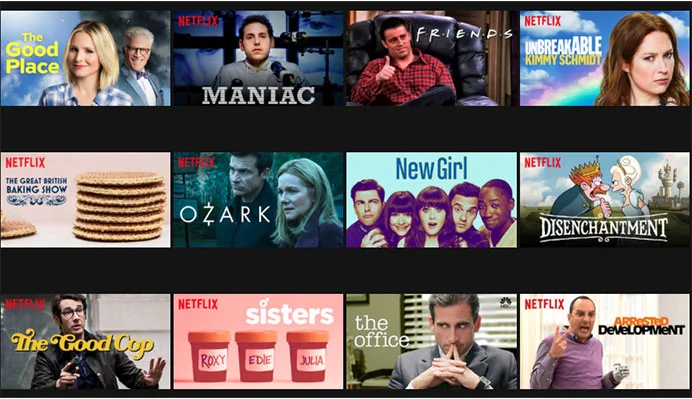 The
Good
Place
NETFLIX
MANIAC
F·R·I·E·N·D·S
NETFLIX
UNBREAKABLE
KIMMY SCHMIDT
NETFLIX
THE GREAT BRITISH
BAKING SHOW
NETFLIX
OZARK
New Girl
NETFLIX
DISENCHANTMENT
NETFLIX
The Good Cop
NETFLIX
sisters
ROXY
EDIE
JULIA
the
office
NETFLIX
ARResTeD
DeveLOPMeNT